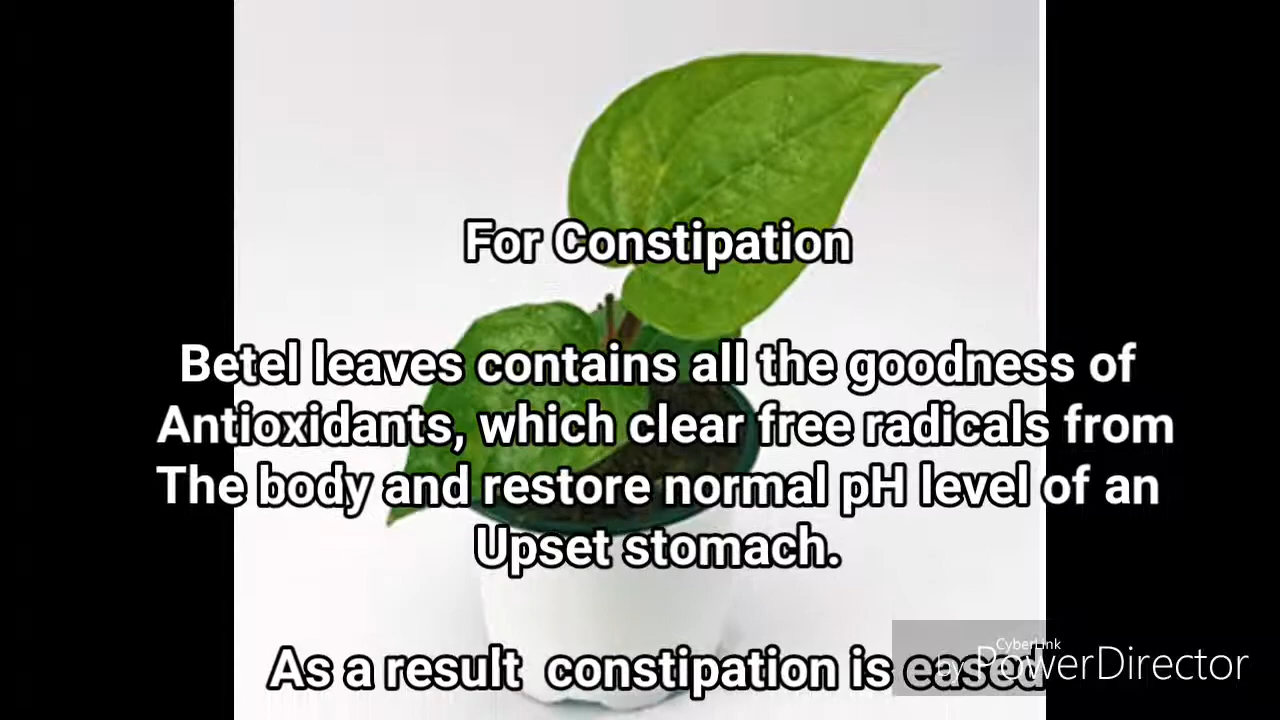 For Constipation
Betel leaves contains all the goodness of
Antioxidants, which clear free radicals from
The body and restore normal pH level of an
Upset stomach.
As a result constipation is eased
CyberLink
by PowerDirector